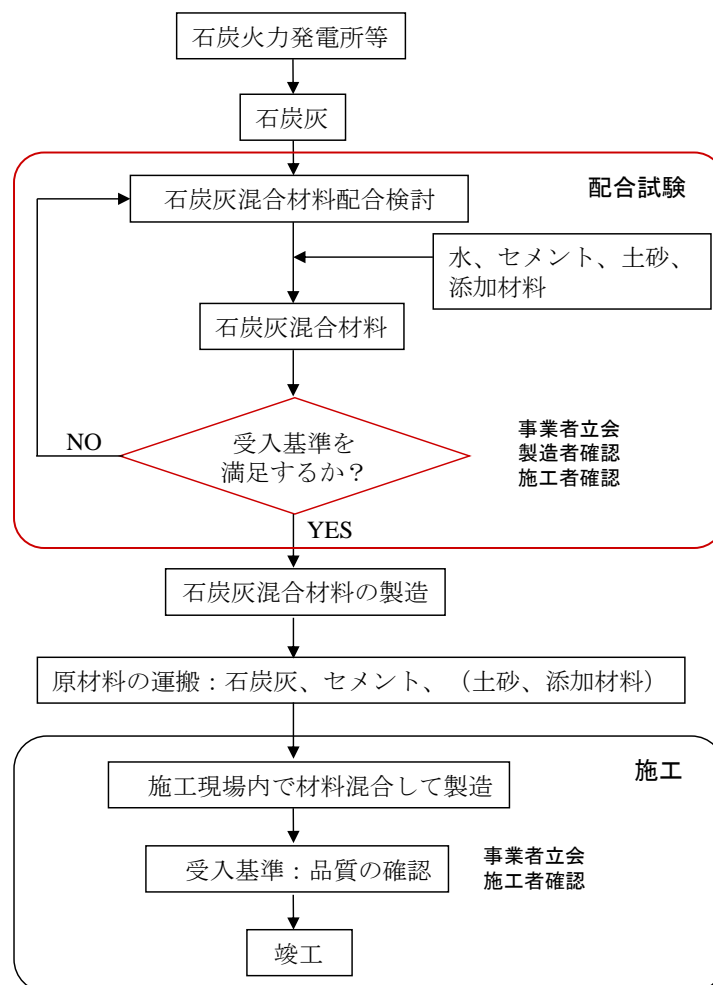 石炭火力発電所等
石炭灰
配合試験
石炭灰混合材料配合検討
水、セメント、土砂、
添加材料
石炭灰混合材料
NO
受入基準を
満足するか？
事業者立会
製造者確認
施工者確認
YES
石炭灰混合材料の製造
原材料の運搬：石炭灰、セメント、（土砂、添加材料）
施工
施工現場内で材料混合して製造
受入基準：品質の確認
事業者立会
施工者確認
竣工